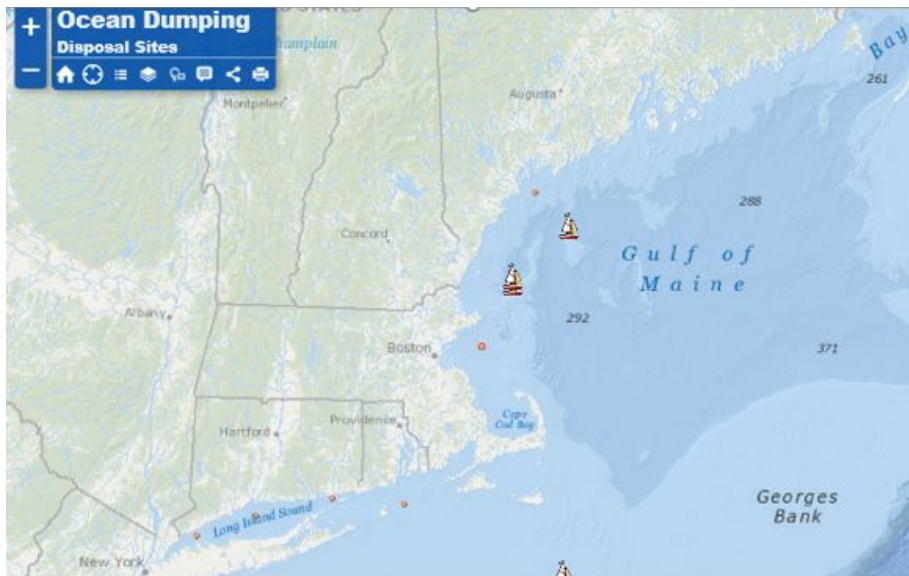 Ocean Dumping
Disposal Sites
Montpelier
Augusta
Bay
261
288
Concord
Gulf of
Maine
292
371
Albany
Boston
Cape
Cod Bay
Providence
Hartford
Long Island Sound
Georges
Bank
New York